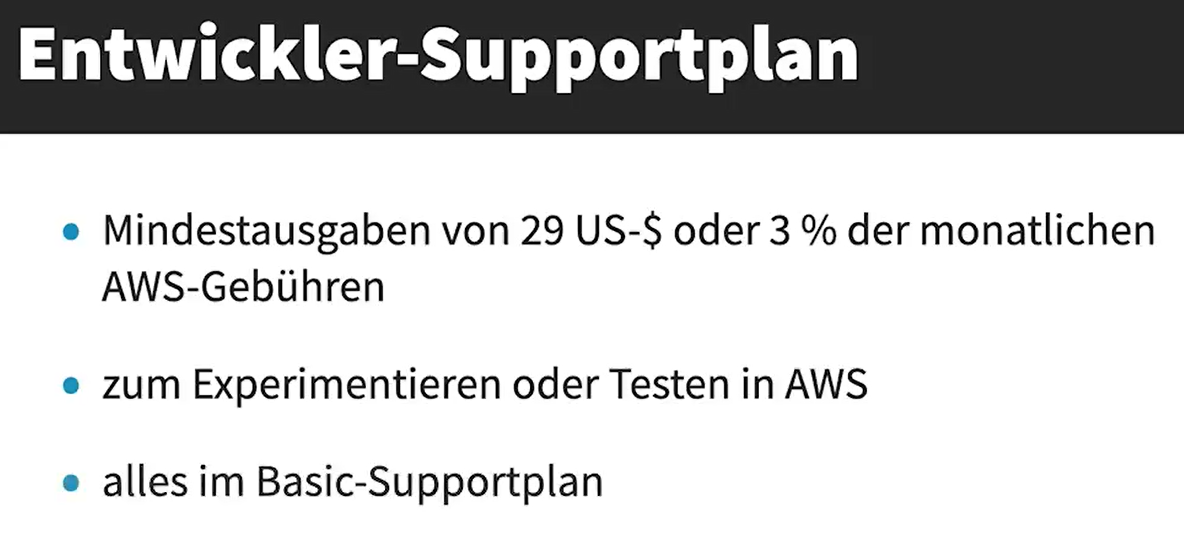 Entwickler-Supportplan
• Mindestausgaben von 29 US-$ oder 3 % der monatlichen
AWS-Gebühren
• zum Experimentieren oder Testen in AWS
• alles im Basic-Supportplan